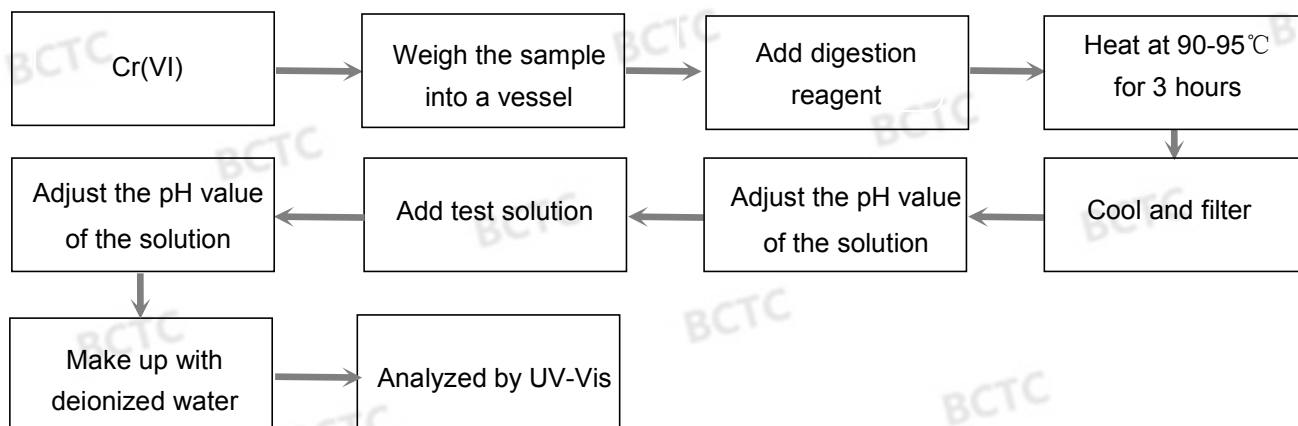 Cr(VI)
Weigh the sample
into a vessel
Add digestion
reagent
Heat at 90-95℃
for 3 hours
Cool and filter
Adjust the pH value
of the solution
Add test solution
Adjust the pH value
of the solution
Make up with
deionized water
Analyzed by UV-Vis
BCTC
BCTC
BCTC
BCTC
BCTC
BCTC
BCTC
BCTC
BCTC
BCTC